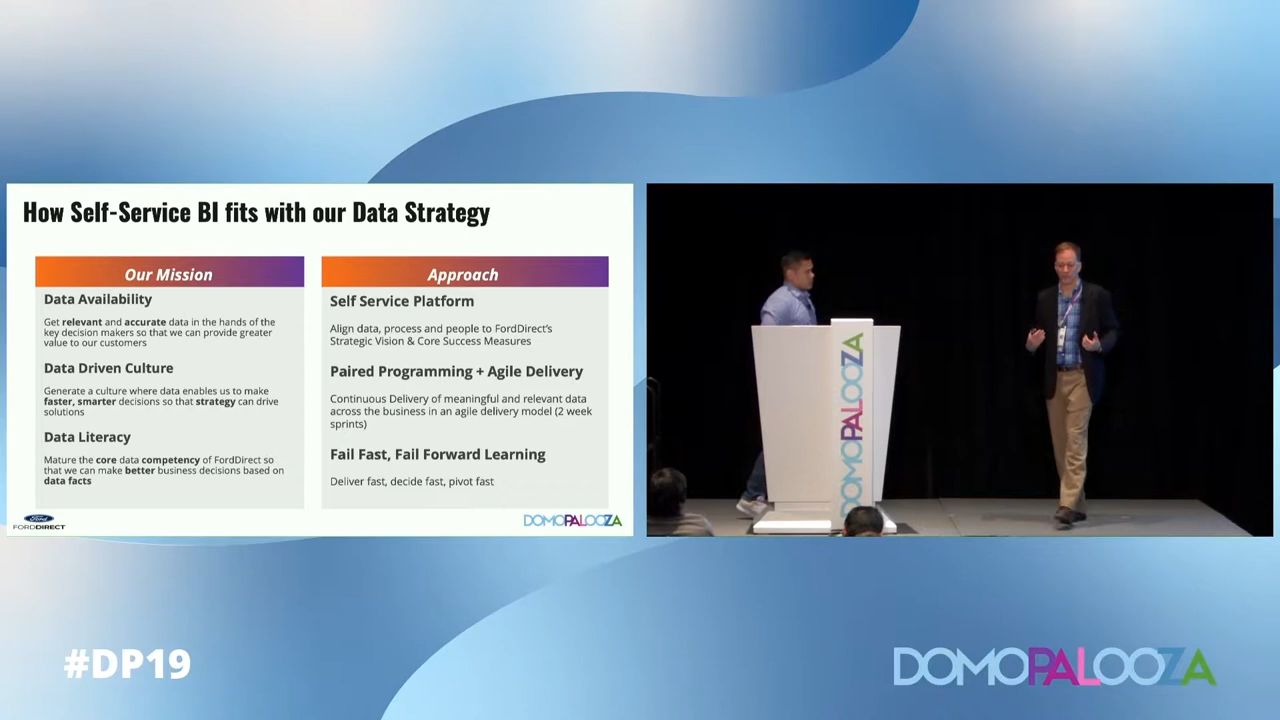 How Self-Service BI fits with our Data Strategy
Our Mission
Data Availability
Get relevant and accurate data in the hands of the
key decision makers so that we can provide greater
value to our customers
Data Driven Culture
Generate a culture where data enables us to make
faster, smarter decisions so that strategy can drive
solutions
Data Literacy
Mature the core data competency of FordDirect so
that we can make better business decisions based on
data facts
Approach
Self Service Platform
Align data, process and people to FordDirect's
Strategic Vision & Core Success Measures
Paired Programming + Agile Delivery
Continuous Delivery of meaningful and relevant data
across the business in an agile delivery model (2 week
sprints)
Fail Fast, Fail Forward Learning
Deliver fast, decide fast, pivot fast
Ford
FORDDIRECT
DOMOPALOOZA
DOMOPALOOZA
#DP19
DOMOPALOOZA